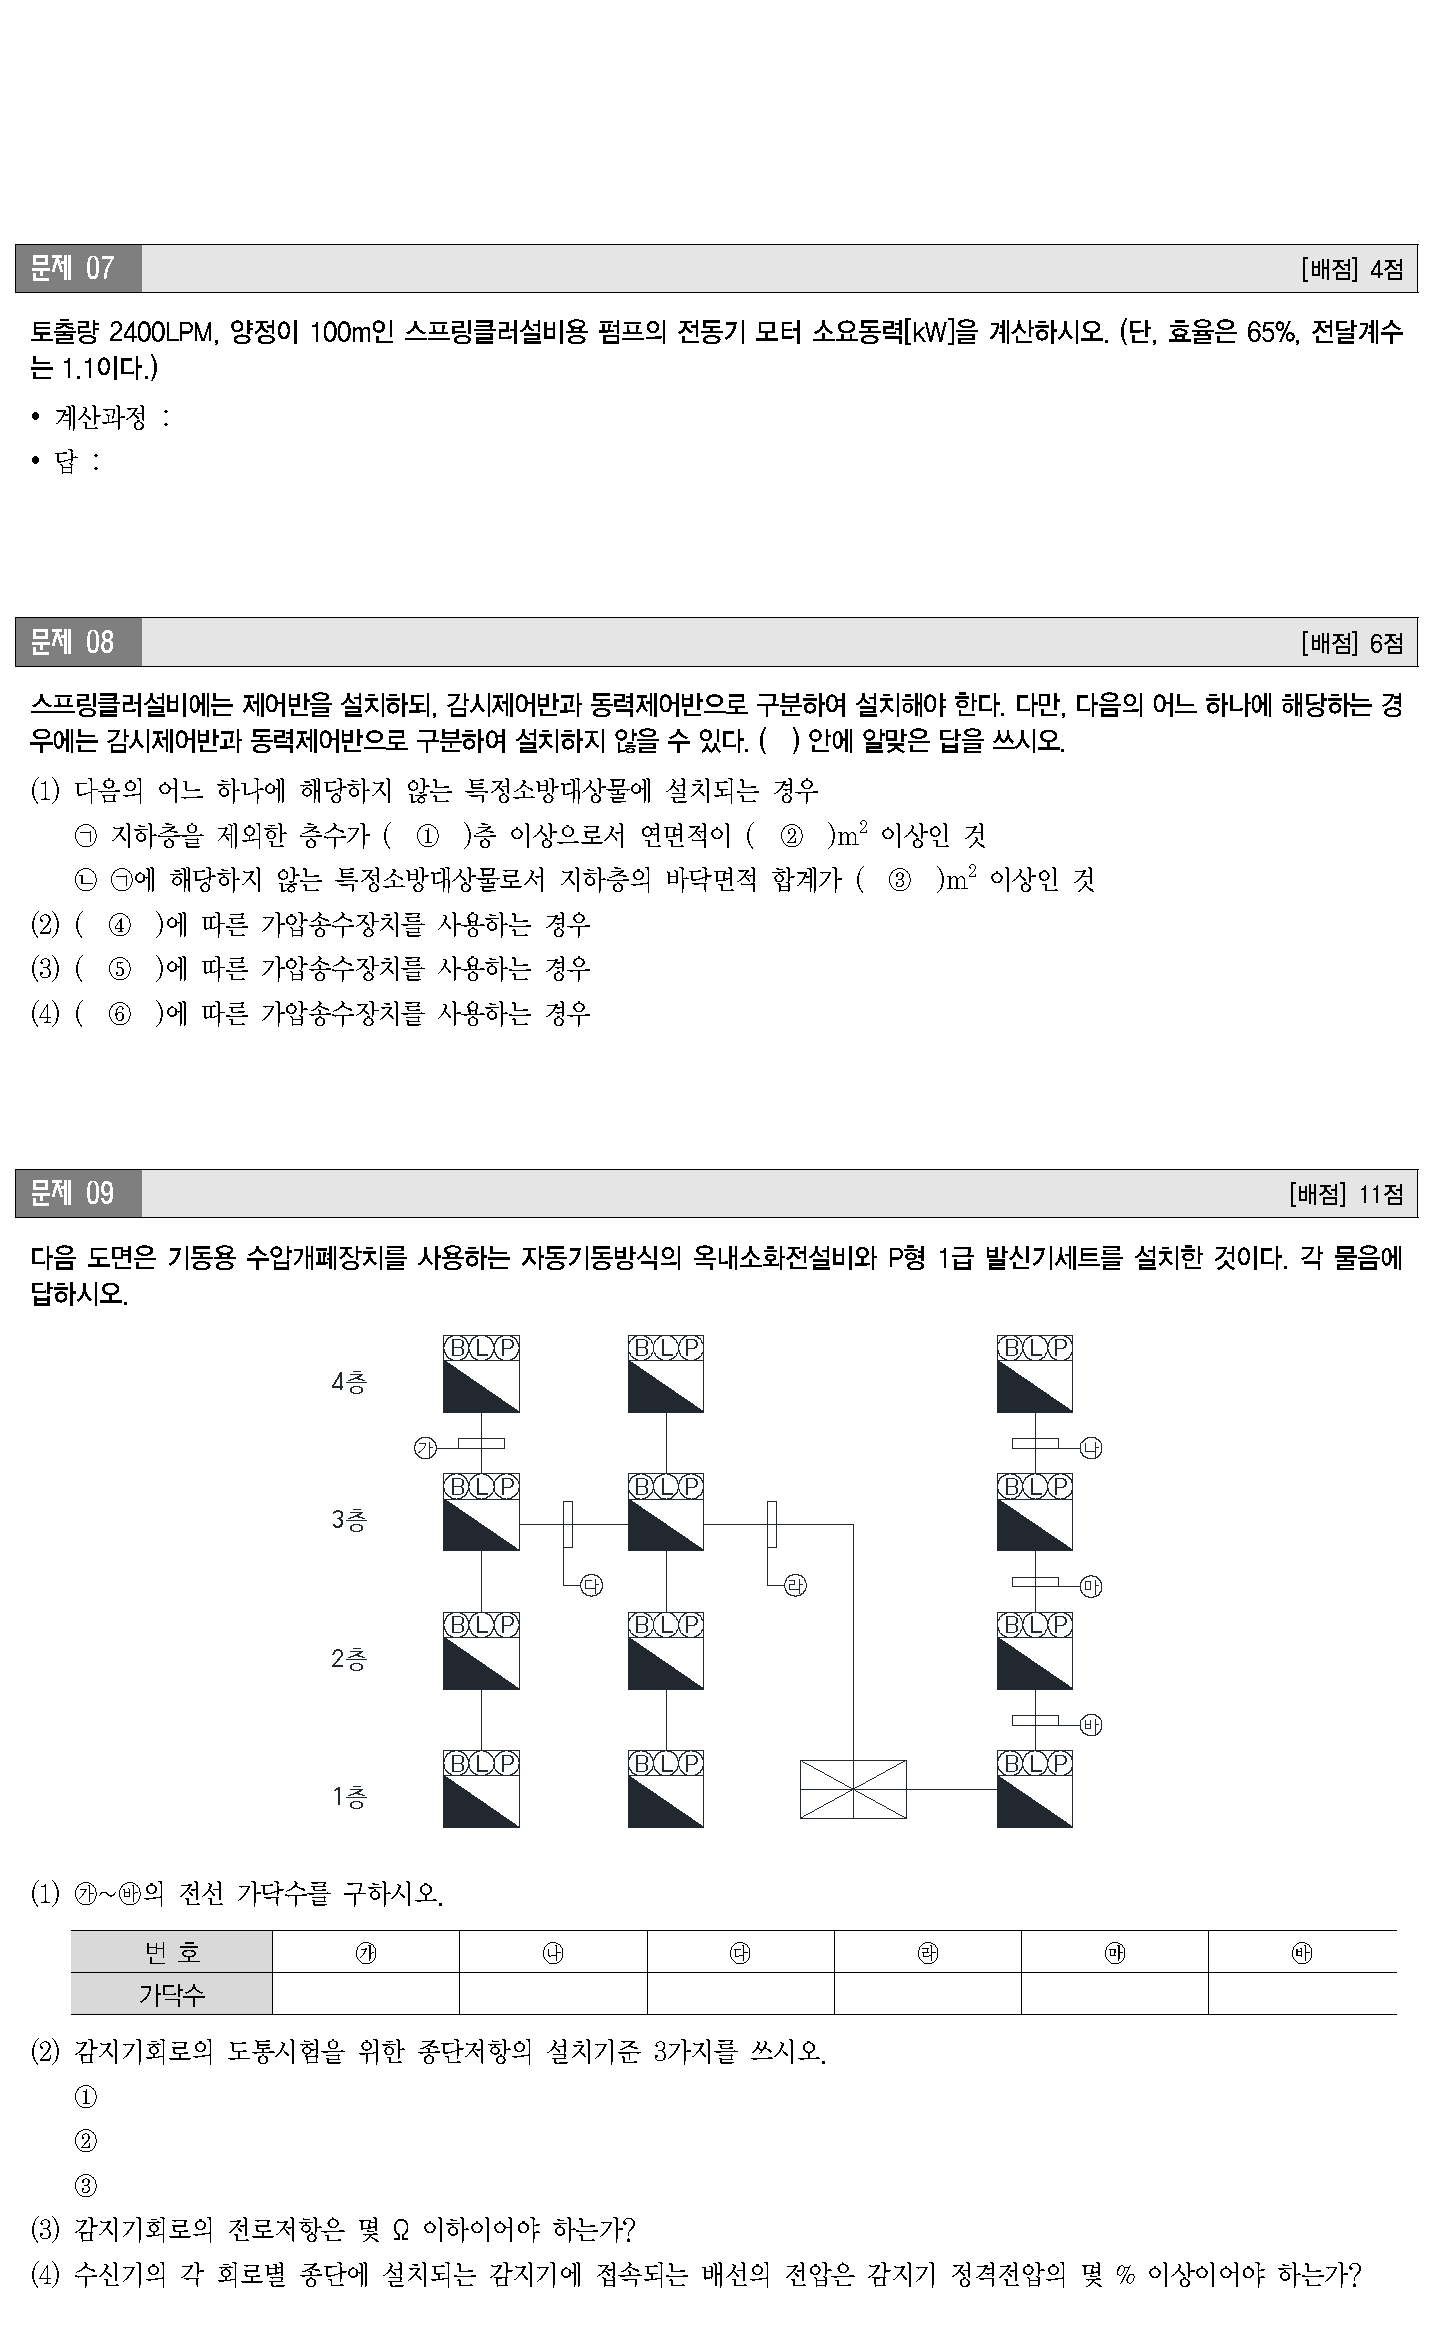 문제 07 [배점] 4점
토출량 2400LPM, 양정이 100m인 스프링클러설비용 펌프의 전동기 모터 소요동력[kW]을 계산하시오. (단, 효율은 65%, 전달계수
는 1.1이다.)
• 계산과정 :
• 답 :
문제 08 [배점] 6점
스프링클러설비에는 제어반을 설치하되, 감시제어반과 동력제어반으로 구분하여 설치해야 한다. 다만, 다음의 어느 하나에 해당하는 경
우에는 감시제어반과 동력제어반으로 구분하여 설치하지 않을 수 있다. ( ) 안에 알맞은 답을 쓰시오.
(1) 다음의 어느 하나에 해당하지 않는 특정소방대상물에 설치되는 경우
㉠ 지하층을 제외한 층수가 ( ① )층 이상으로서 연면적이 ( ② )m² 이상인 것
㉡ ㉠에 해당하지 않는 특정소방대상물로서 지하층의 바닥면적 합계가 ( ③ )m² 이상인 것
(2) ( ④ )에 따른 가압송수장치를 사용하는 경우
(3) ( ⑤ )에 따른 가압송수장치를 사용하는 경우
(4) ( ⑥ )에 따른 가압송수장치를 사용하는 경우
문제 09 [배점] 11점
다음 도면은 기동용 수압개폐장치를 사용하는 자동기동방식의 옥내소화전설비와 P형 1급 발신기세트를 설치한 것이다. 각 물음에
답하시오.
Ⓑ Ⓛ Ⓟ Ⓑ Ⓛ Ⓟ Ⓑ Ⓛ Ⓟ
4층
㉮ ㉯
Ⓑ Ⓛ Ⓟ Ⓑ Ⓛ Ⓟ Ⓑ Ⓛ Ⓟ
3층
㉰ ㉱ ㉲
Ⓑ Ⓛ Ⓟ Ⓑ Ⓛ Ⓟ Ⓑ Ⓛ Ⓟ
2층
㉳
Ⓑ Ⓛ Ⓟ Ⓑ Ⓛ Ⓟ Ⓑ Ⓛ Ⓟ
1층
(1) ㉮~㉳의 전선 가닥수를 구하시오.
번 호 ㉮ ㉯ ㉰ ㉱ ㉲ ㉳
가닥수
(2) 감지기회로의 도통시험을 위한 종단저항의 설치기준 3가지를 쓰시오.
①
②
③
(3) 감지기회로의 전로저항은 몇 Ω 이하이어야 하는가?
(4) 수신기의 각 회로별 종단에 설치되는 감지기에 접속되는 배선의 전압은 감지기 정격전압의 몇 % 이상이어야 하는가?